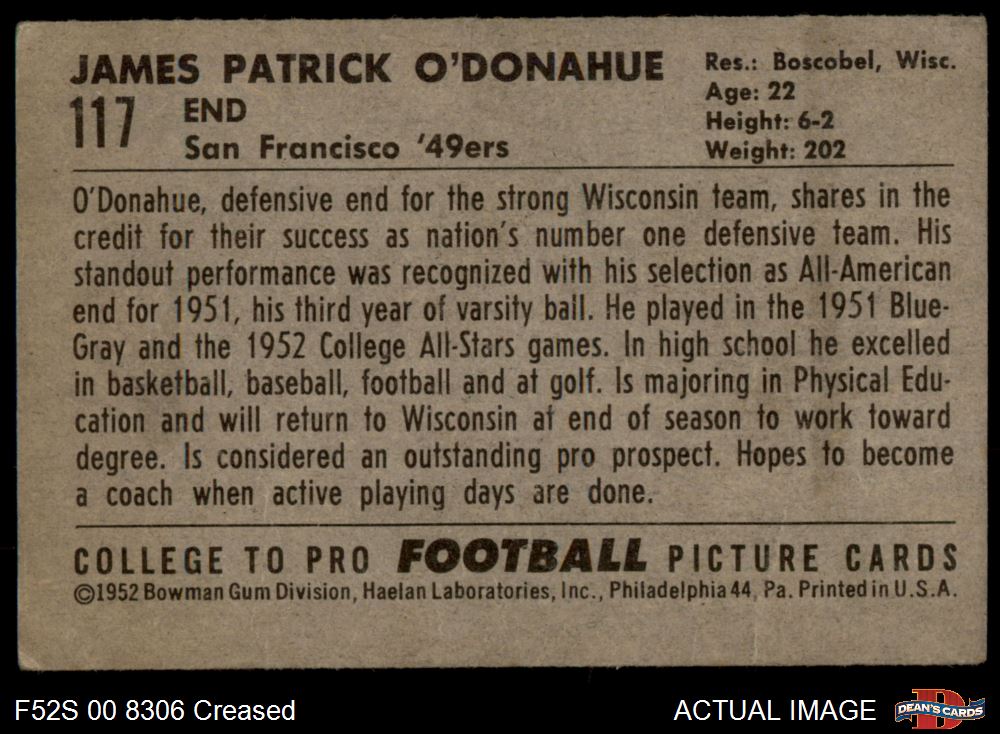 JAMES PATRICK O'DONAHUE
117
END
San Francisco '49ers
Res.: Boscobel, Wisc.
Age: 22
Height: 6-2
Weight: 202
O'Donahue, defensive end for the strong Wisconsin team, shares in the
credit for their success as nation's number one defensive team. His
standout performance was recognized with his selection as All-American
end for 1951, his third year of varsity ball. He played in the 1951 Blue-
Gray and the 1952 College All-Stars games. In high school he excelled
in basketball, baseball, football and at golf. Is majoring in Physical Edu-
cation and will return to Wisconsin at end of season to work toward
degree. Is considered an outstanding pro prospect. Hopes to become
a coach when active playing days are done.
COLLEGE TO PRO FOOTBALL PICTURE CARDS
©1952 Bowman Gum Division, Haelan Laboratories, Inc., Philadelphia 44, Pa. Printed in U.S.A.
F52S 00 8306 Creased
ACTUAL IMAGE
D
DEAN'S CARDS